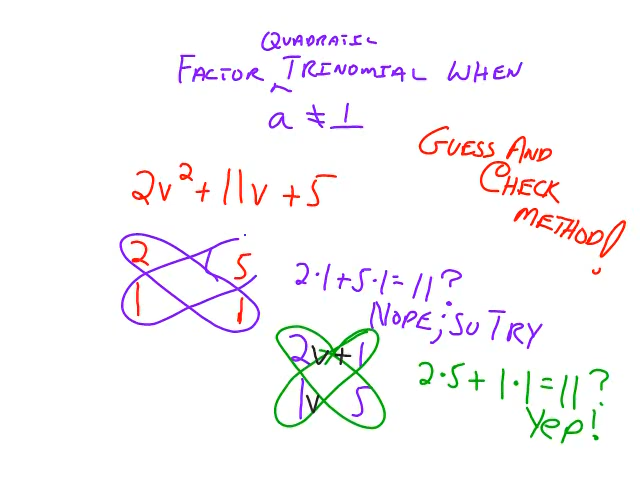 QUADRATIC
FACTOR ^ TRINOMIAL WHEN
a ≠ 1
GUESS AND
CHECK
METHOD!
2v² + 11v + 5
2 5
1 1
2·1 + 5·1 = 11?
NOPE; SO TRY
2v + 1
1v 5
2·5 + 1·1 = 11?
Yep!